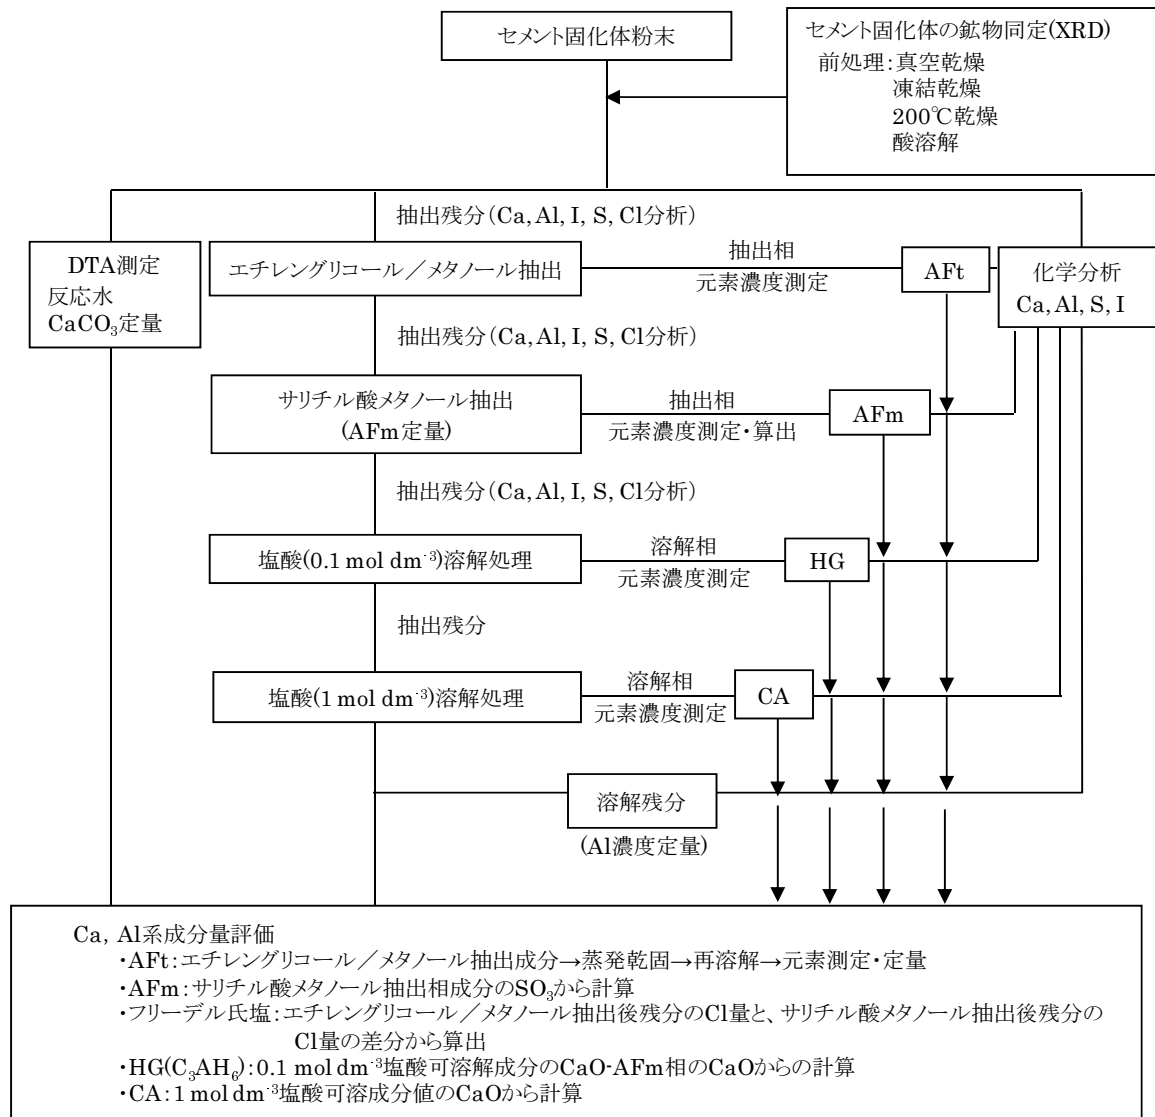 セメント固化体粉末
セメント固化体の鉱物同定(XRD)
前処理:真空乾燥
凍結乾燥
200℃乾燥
酸溶解
抽出残分(Ca, Al, I, S, Cl分析)
DTA測定
反応水
CaCO₃定量
エチレングリコール/メタノール抽出
抽出相
元素濃度測定
AFt
化学分析
Ca, Al, S, I
抽出残分(Ca, Al, I, S, Cl分析)
サリチル酸メタノール抽出
(AFm定量)
抽出相
元素濃度測定・算出
AFm
抽出残分(Ca, Al, I, S, Cl分析)
塩酸(0.1 mol dm⁻³)溶解処理
溶解相
元素濃度測定
HG
抽出残分
塩酸(1 mol dm⁻³)溶解処理
溶解相
元素濃度測定
CA
溶解残分
(Al濃度定量)
Ca, Al系成分量評価
・AFt:エチレングリコール/メタノール抽出成分→蒸発乾固→再溶解→元素測定・定量
・AFm:サリチル酸メタノール抽出相成分のSO₃から計算
・フリーデル氏塩:エチレングリコール/メタノール抽出後残分のCl量と、サリチル酸メタノール抽出後残分の
Cl量の差分から算出
・HG(C₃AH₆):0.1 mol dm⁻³塩酸可溶解成分のCaO-AFm相のCaOからの計算
・CA:1 mol dm⁻³塩酸可溶成分値のCaOから計算